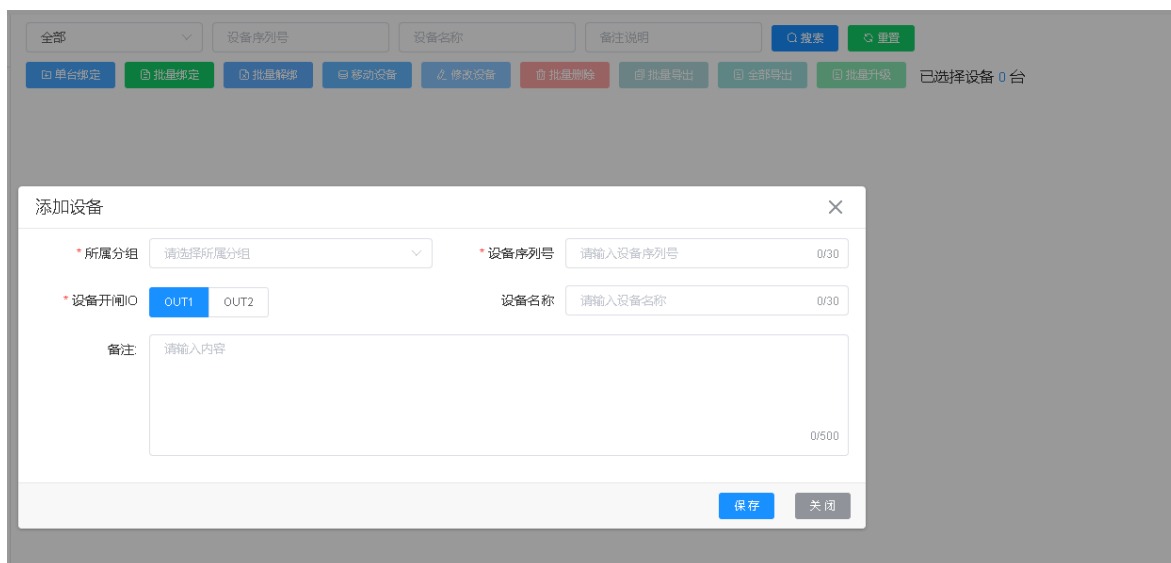 全部 设备序列号 设备名称 备注说明 搜索 重置
单台绑定 批量绑定 批量解绑 移动设备 修改设备 批量删除 批量导出 全部导出 批量升级 已选择设备 0 台
添加设备
* 所属分组 请选择所属分组 * 设备序列号 请输入设备序列号 0/30
* 设备开闸IO OUT1 OUT2 设备名称 请输入设备名称 0/30
备注: 请输入内容
0/500
保存 关闭